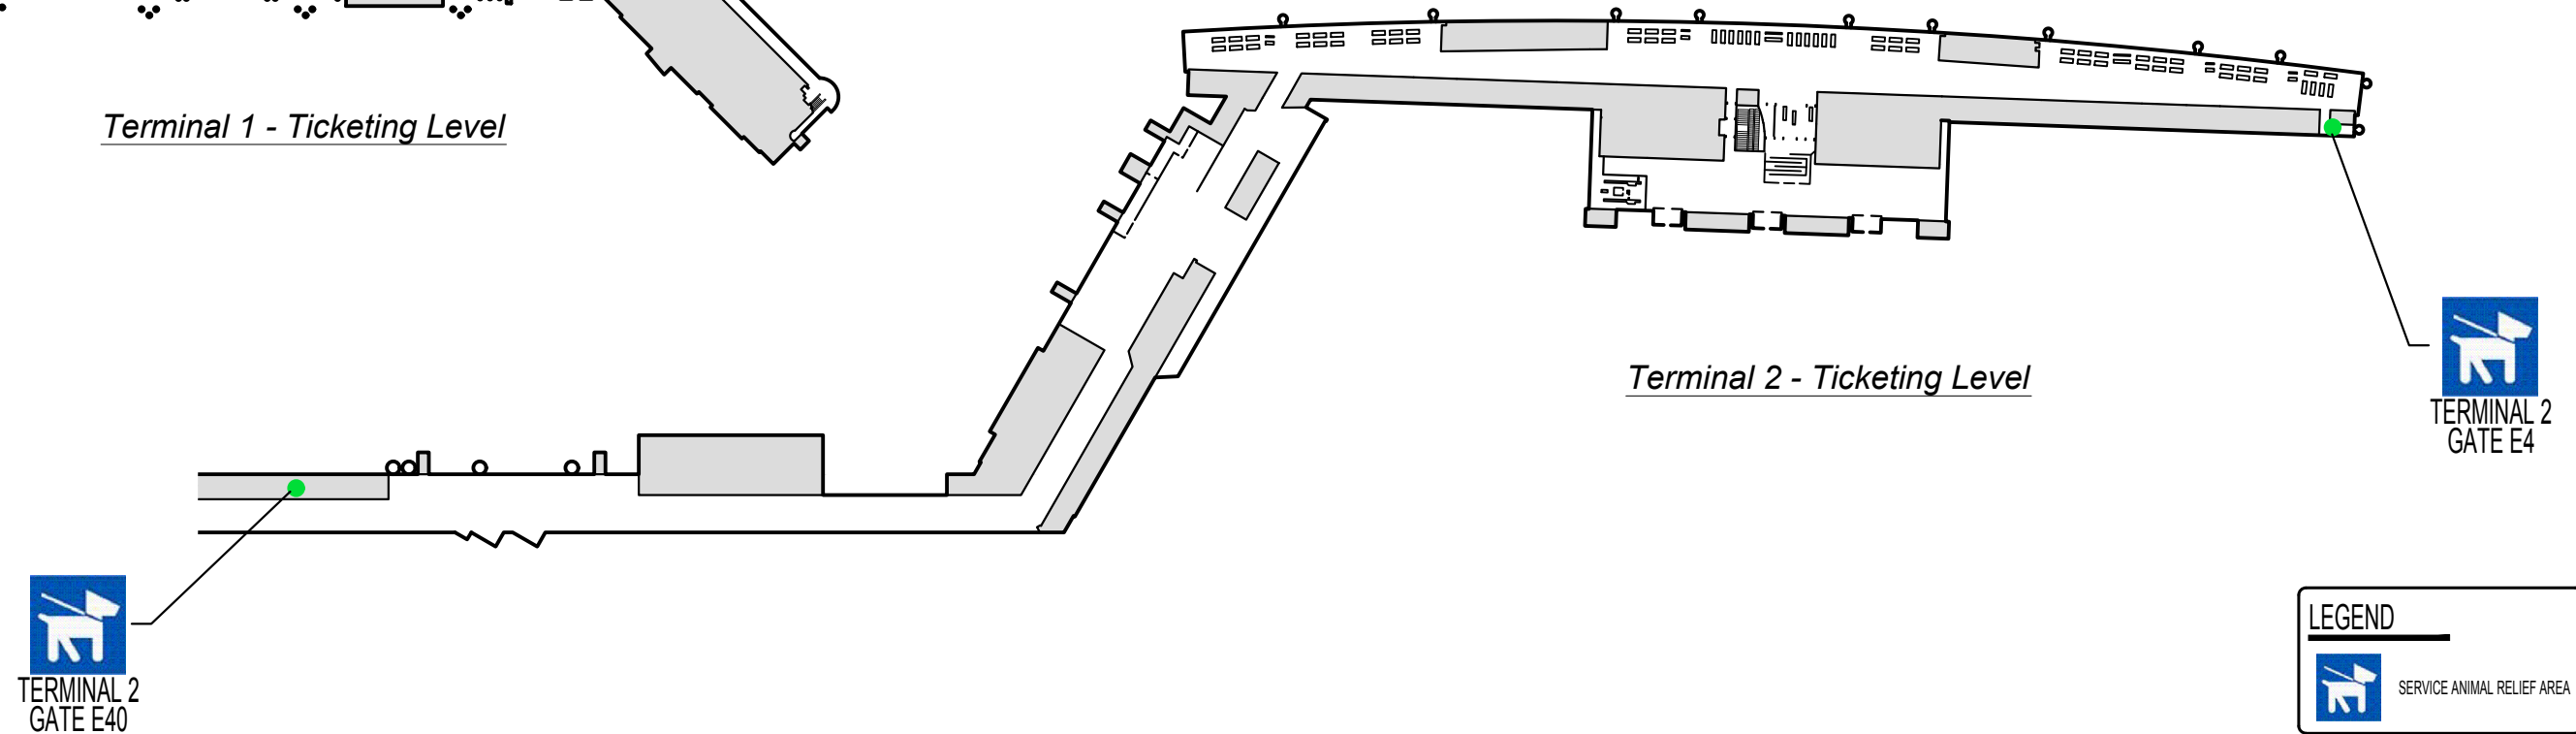 Terminal 1 - Ticketing Level
Terminal 2 - Ticketing Level
TERMINAL 2
GATE E4
TERMINAL 2
GATE E40
LEGEND
SERVICE ANIMAL RELIEF AREA